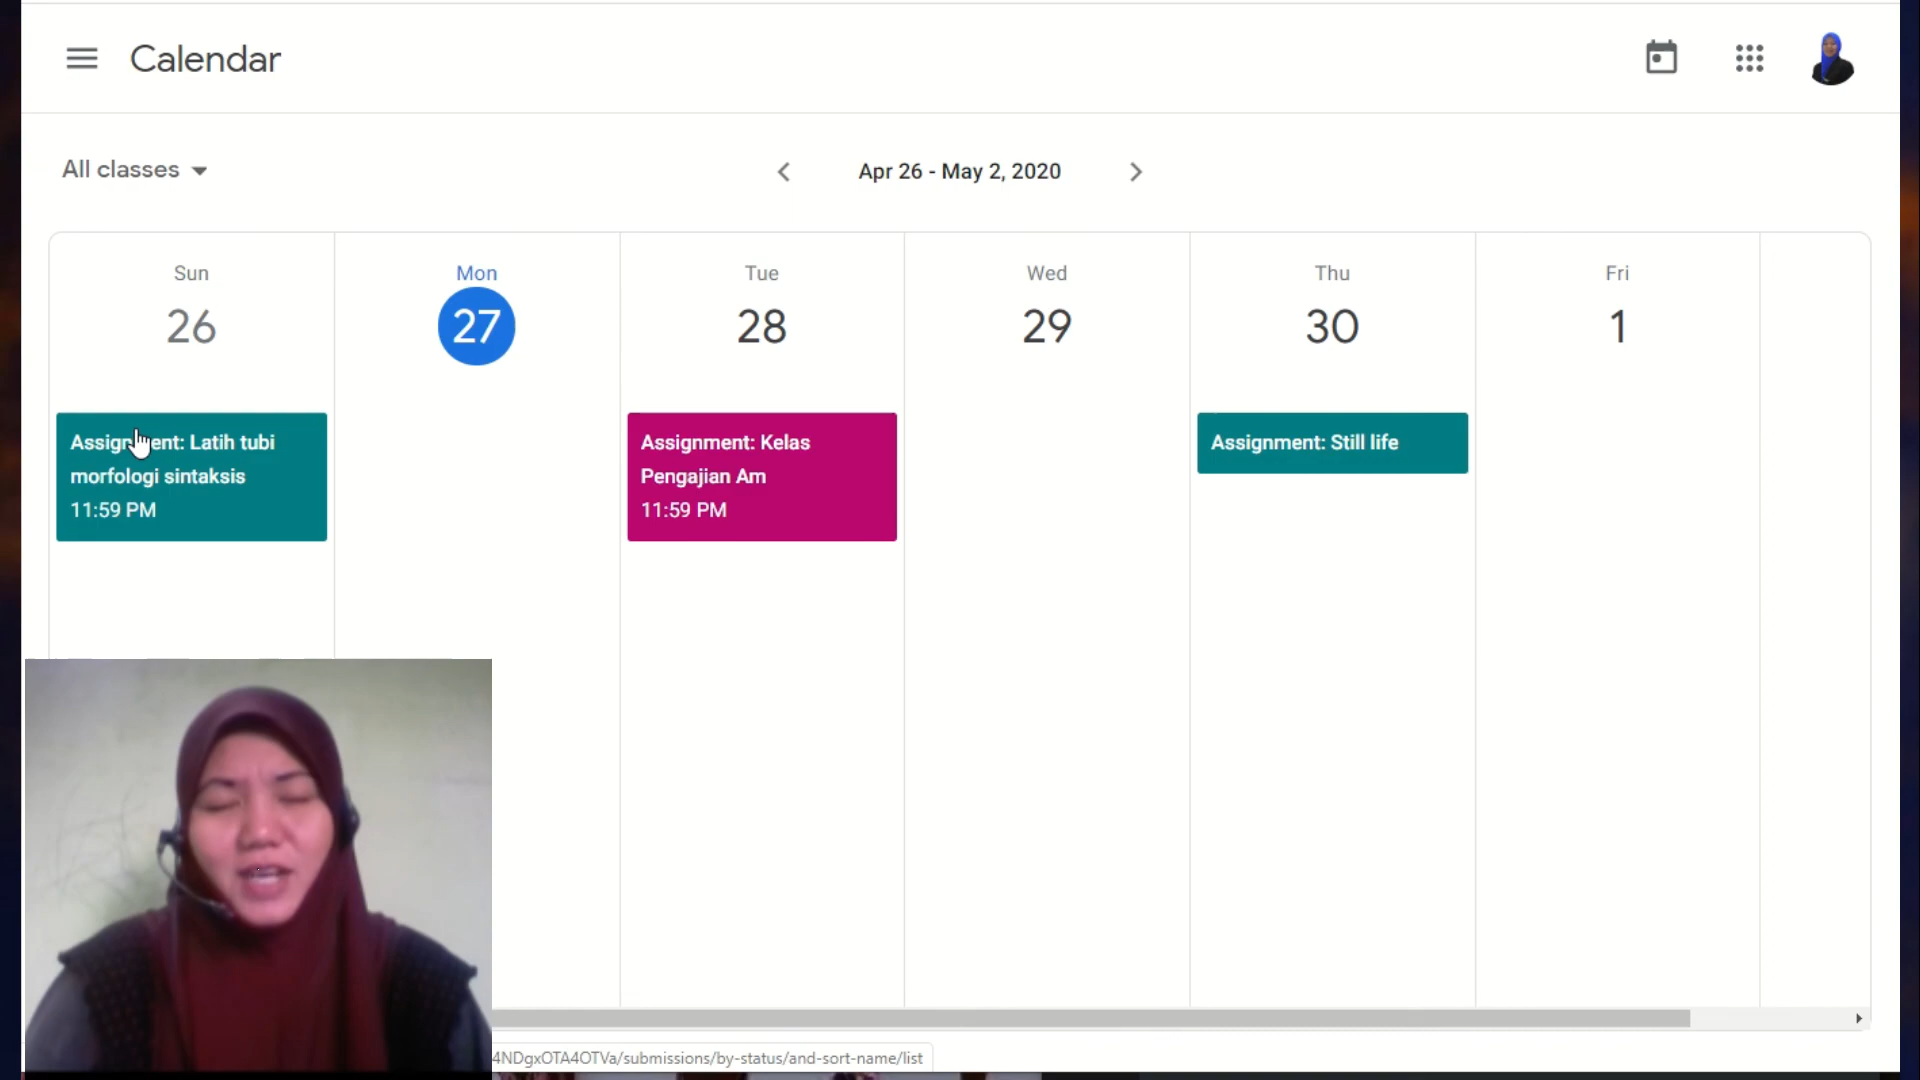 Calendar
All classes
Apr 26 - May 2, 2020
Sun
Mon
Tue
Wed
Thu
Fri
26
27
28
29
30
1
Assignment: Latih tubi
morfologi sintaksis
11:59 PM
Assignment: Kelas
Pengajian Am
11:59 PM
Assignment: Still life
4NDgxOTA4OTVa/submissions/by-status/and-sort-name/list